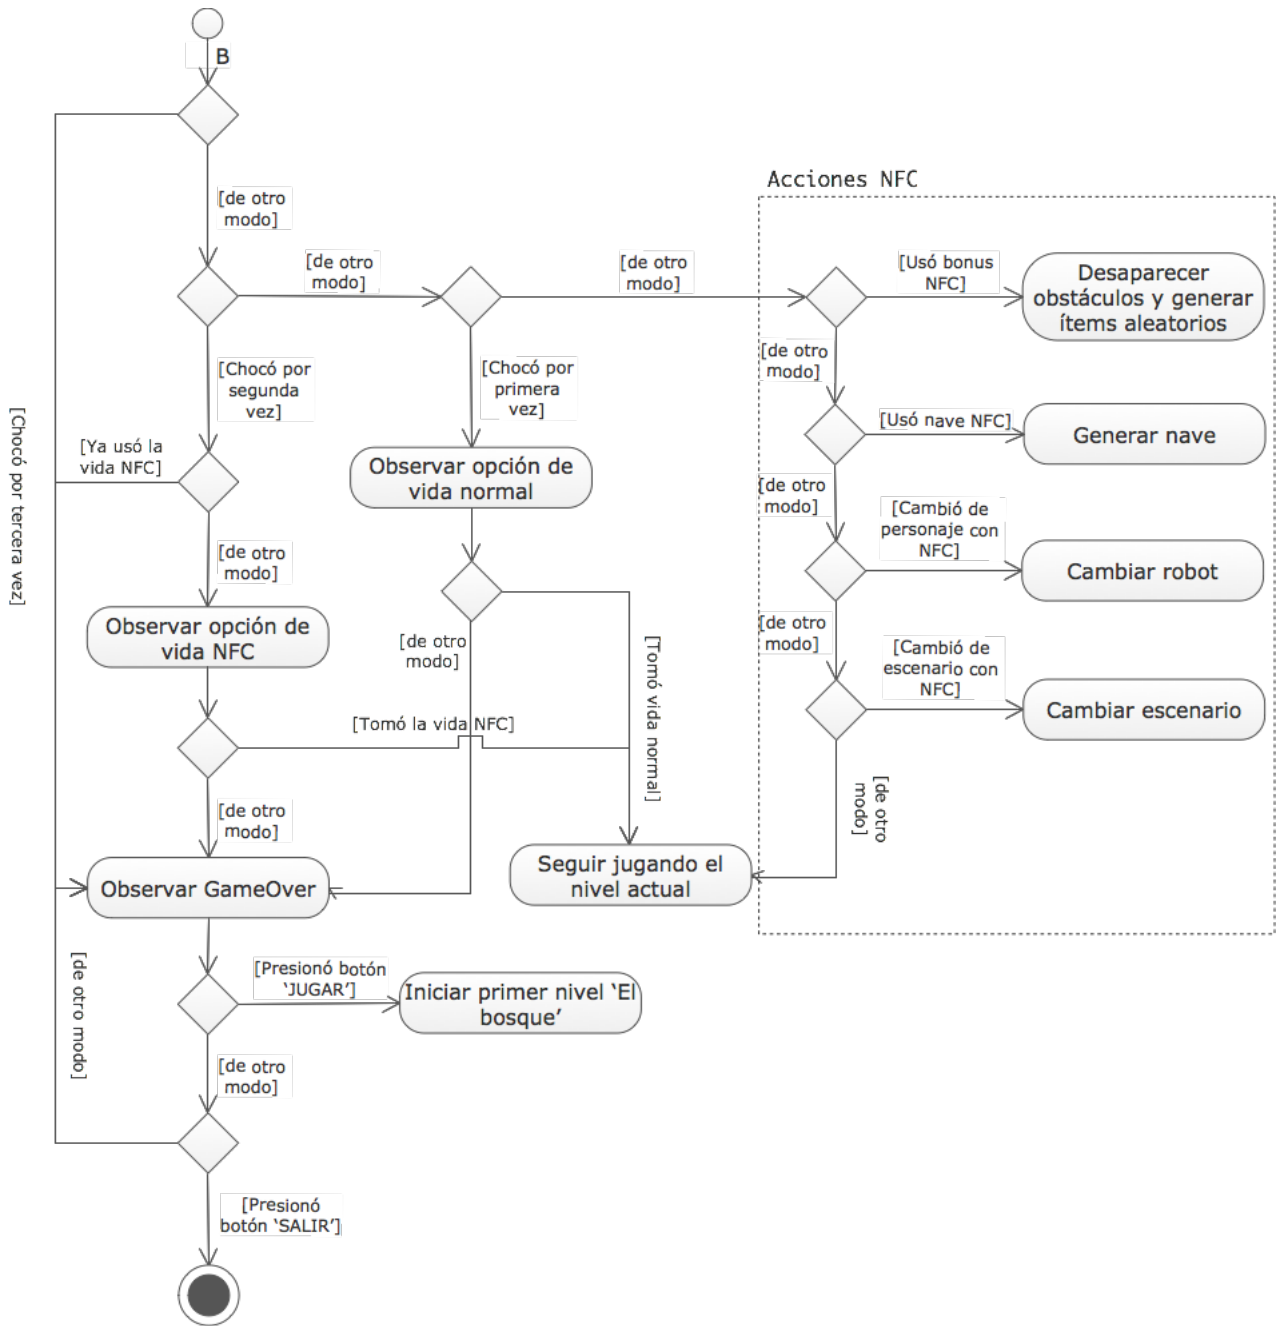 B
[de otro
modo]
Acciones NFC
[de otro
modo]
[de otro
modo]
[Usó bonus
NFC]
Desaparecer
obstáculos y generar
ítems aleatorios
[de otro
modo]
[Chocó por
segunda
vez]
[Chocó por
primera
vez]
[Chocó por tercera vez]
[Ya usó la
vida NFC]
[Usó nave NFC]
Generar nave
Observar opción de
vida normal
[de otro
modo]
[Cambió de
personaje con
NFC]
Cambiar robot
[de otro
modo]
Observar opción de
vida NFC
[de otro
modo]
[Tomó vida normal]
[de otro
modo]
[Cambió de
escenario con
NFC]
Cambiar escenario
[Tomó la vida NFC]
[de otro
modo]
[de otro
modo]
Observar GameOver
Seguir jugando el
nivel actual
[de otro modo]
[Presionó botón
‘JUGAR’]
Iniciar primer nivel ‘El
bosque’
[de otro
modo]
[Presionó
botón ‘SALIR’]